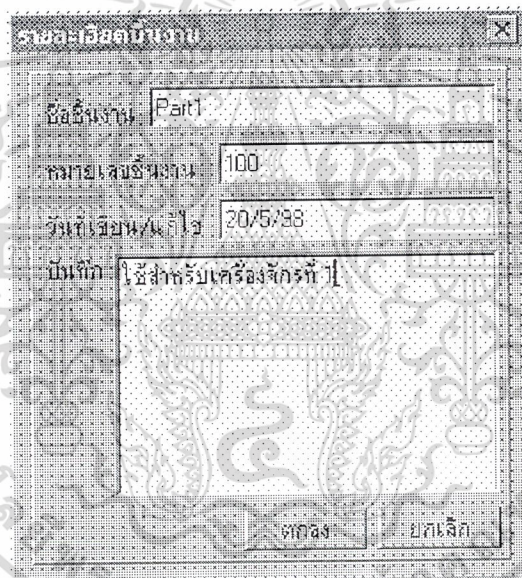 รายละเอียดชิ้นงาน
ชื่อชิ้นงาน Part1
หมายเลขชิ้นงาน 100
วันที่เขียน/แก้ไข 20/5/98
บันทึก ใช้สำหรับเครื่องจักรที่ 1
ตกลง ยกเลิก